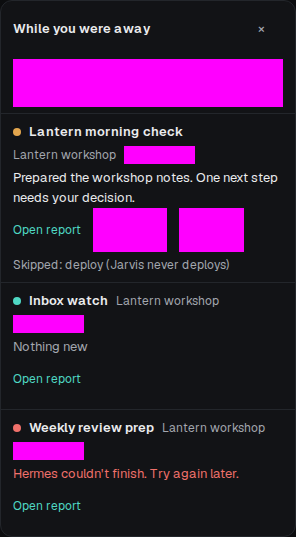 While you were away ×
Lantern morning check
Lantern workshop
Prepared the workshop notes. One next step
needs your decision.
Open report
Skipped: deploy (Jarvis never deploys)
Inbox watch Lantern workshop
Nothing new
Open report
Weekly review prep Lantern workshop
Hermes couldn't finish. Try again later.
Open report